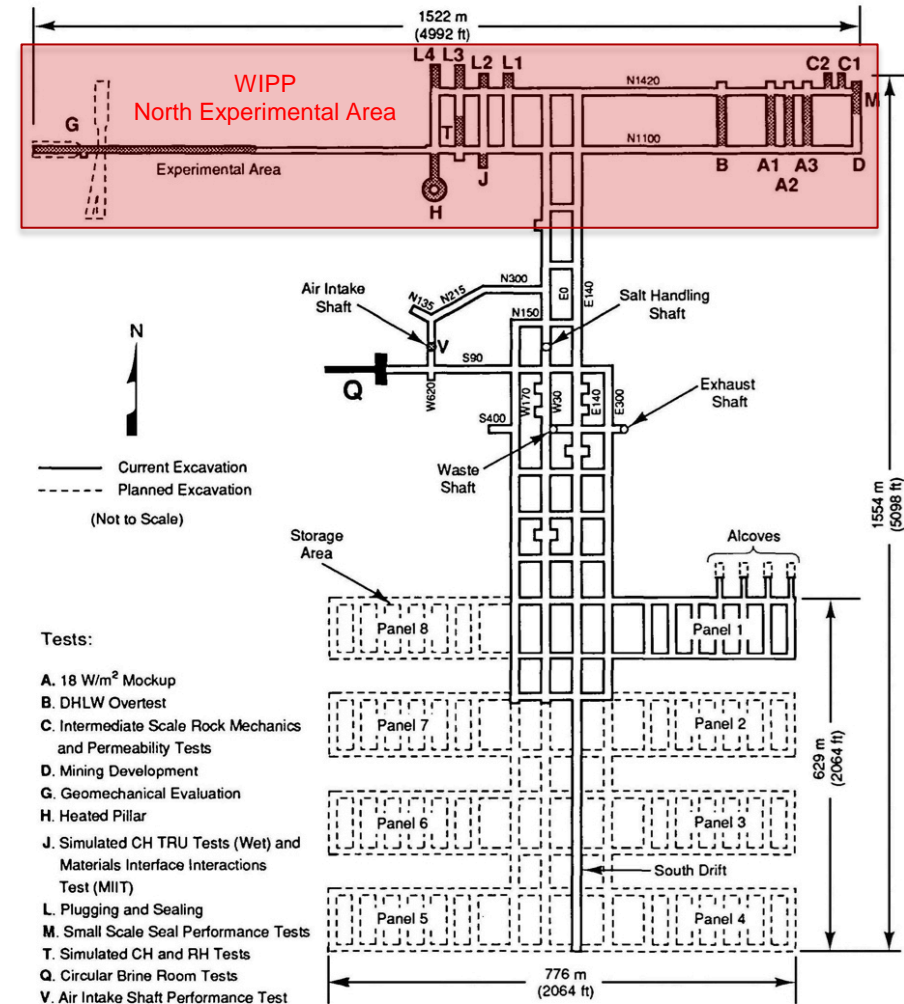 1522 m
(4992 ft)
L4 L3 L2 L1
C2 C1
WIPP
North Experimental Area
N1420
M
G
T
N1100
Experimental Area
J
B
A1
A2
A3
D
H
Air Intake
Shaft
N135
N215
N300
E0
E140
Salt Handling
Shaft
N150
N
V
S90
Q
W620
W170
W30
E140
E300
Exhaust
Shaft
S400
Waste
Shaft
Current Excavation
Planned Excavation
(Not to Scale)
1554 m
(5098 ft)
Storage
Area
Alcoves
Panel 8
Panel 1
Panel 7
Panel 2
629 m
(2064 ft)
Panel 6
Panel 3
South Drift
Panel 5
Panel 4
776 m
(2064 ft)
Tests:
A. 18 W/m² Mockup
B. DHLW Overtest
C. Intermediate Scale Rock Mechanics
and Permeability Tests
D. Mining Development
G. Geomechanical Evaluation
H. Heated Pillar
J. Simulated CH TRU Tests (Wet) and
Materials Interface Interactions
Test (MIIT)
L. Plugging and Sealing
M. Small Scale Seal Performance Tests
T. Simulated CH and RH Tests
Q. Circular Brine Room Tests
V. Air Intake Shaft Performance Test